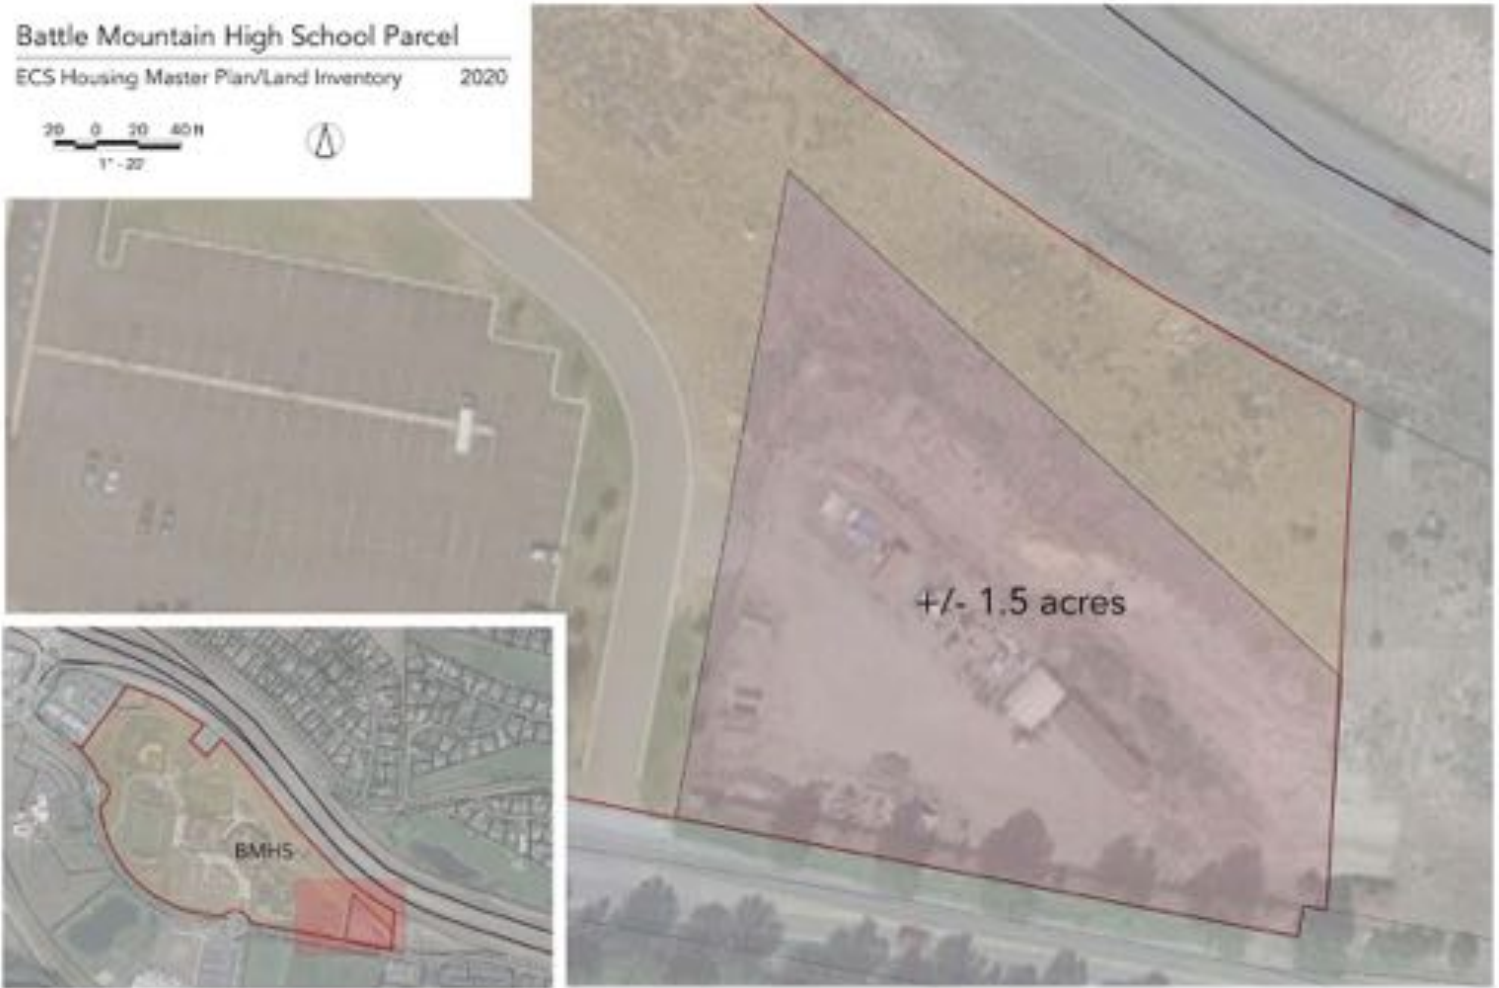 Battle Mountain High School Parcel
ECS Housing Master Plan/Land Inventory 2020
20 0 20 40 ft
1" - 20'
+/- 1.5 acres
BMHS